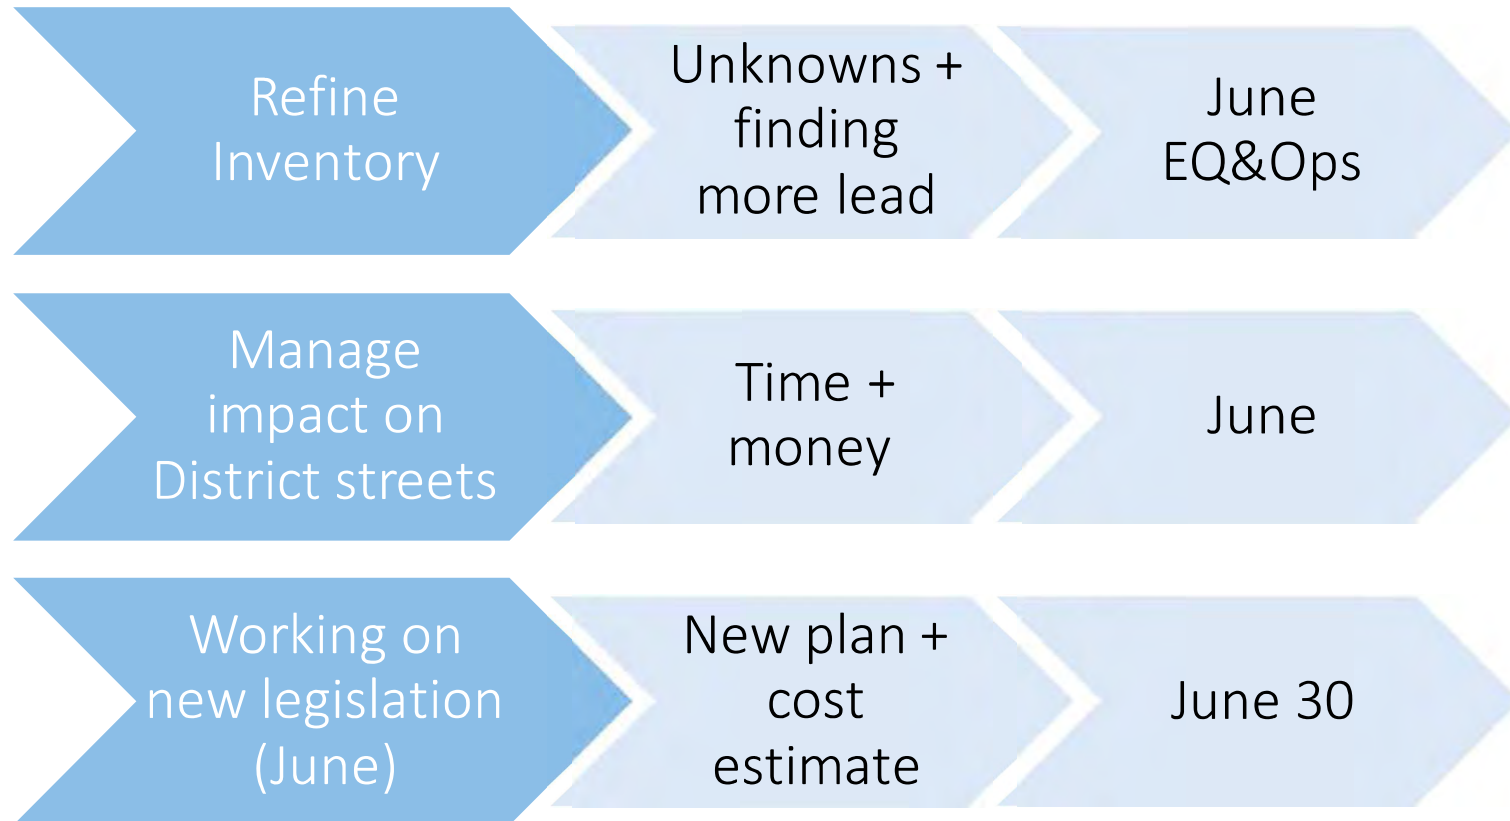 Refine
Inventory
Unknowns +
finding
more lead
June
EQ&Ops
Manage
impact on
District streets
Time +
money
June
Working on
new legislation
(June)
New plan +
cost
estimate
June 30